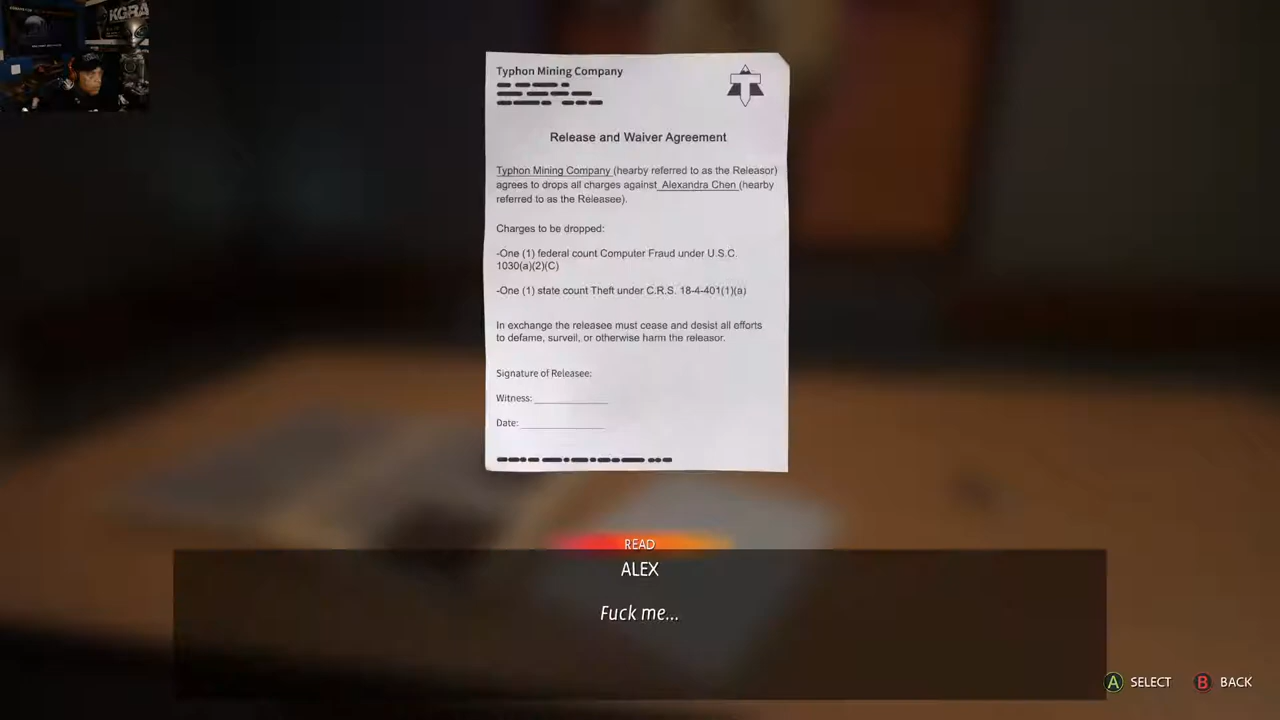 KGRA
Typhon Mining Company
Release and Waiver Agreement
Typhon Mining Company (hearby referred to as the Releasor)
agrees to drops all charges against Alexandra Chen (hearby
referred to as the Releasee).
Charges to be dropped:
-One (1) federal count Computer Fraud under U.S.C.
1030(a)(2)(C)
-One (1) state count Theft under C.R.S. 18-4-401(1)(a)
In exchange the releasee must cease and desist all efforts
to defame, surveil, or otherwise harm the releasor.
Signature of Releasee:
Witness: ____________
Date: ______________
READ
ALEX
Fuck me...
A SELECT B BACK